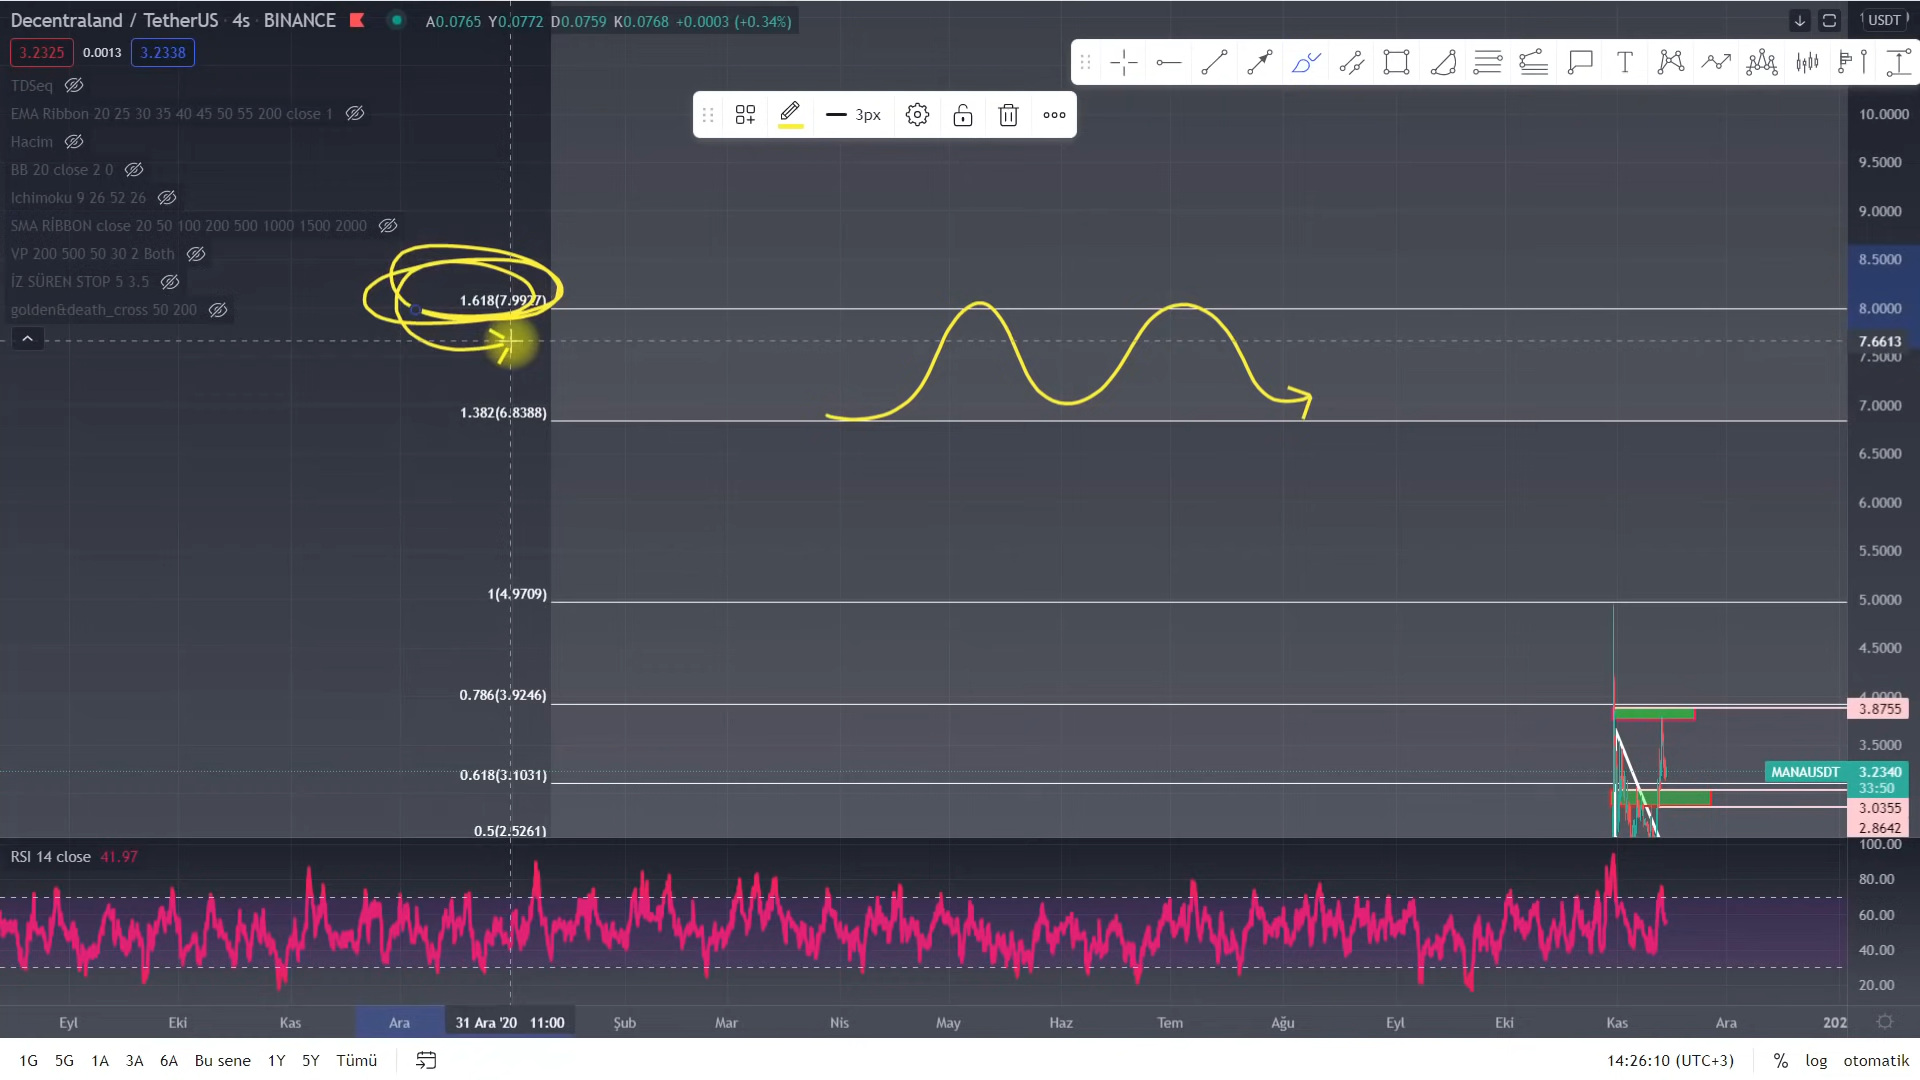 Decentraland / TetherUS · 4s · BINANCE A0.0765 Y0.0772 D0.0759 K0.0768 +0.0003 (+0.34%)
USDT
3.2325 0.0013 3.2338
TDSeq
EMA Ribbon 20 25 30 35 40 45 50 55 200 close 1
3px
Hacim
BB 20 close 2 0
Ichimoku 9 26 52 26
SMA RİBBON close 20 50 100 200 500 1000 1500 2000
VP 200 500 50 30 2 Both
İZ SÜREN STOP 5 3.5
golden&death_cross 50 200
1.618(7.9927)
1.382(6.8388)
1(4.9709)
0.786(3.9246)
0.618(3.1031)
0.5(2.5261)
10.0000
9.5000
9.0000
8.5000
8.0000
7.6613
7.5000
7.0000
6.5000
6.0000
5.5000
5.0000
4.5000
4.0000
3.8755
3.5000
MANAUSDT 3.2340
33:50
3.0355
2.8642
RSI 14 close 41.97
100.00
80.00
60.00
40.00
20.00
Eyl Eki Kas Ara 31 Ara '20 11:00 Şub Mar Nis May Haz Tem Ağu Eyl Eki Kas Ara 202
1G 5G 1A 3A 6A Bu sene 1Y 5Y Tümü 14:26:10 (UTC+3) % log otomatik